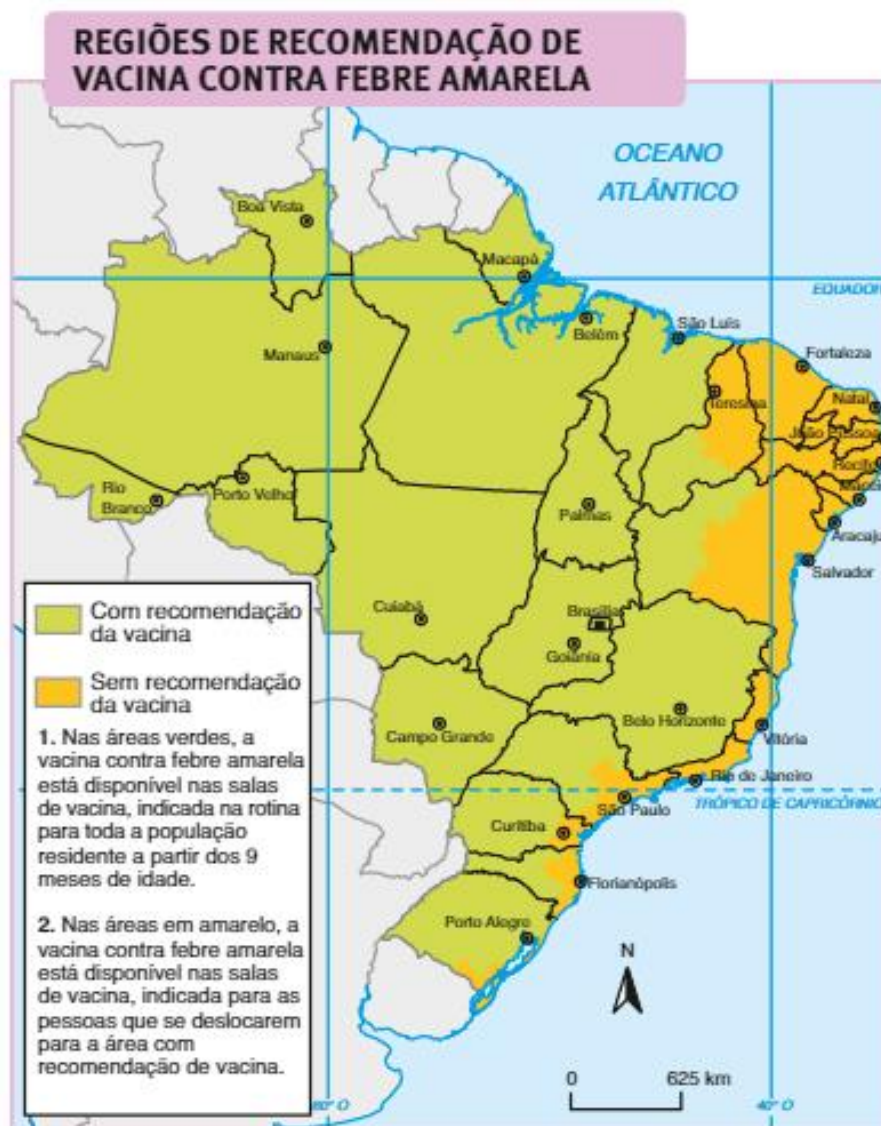 REGIÕES DE RECOMENDAÇÃO DE
VACINA CONTRA FEBRE AMARELA
OCEANO
ATLÂNTICO
Boa Vista
Macapá
EQUADOR
Belém
São Luís
Manaus
Fortaleza
Teresina
Natal
João Pessoa
Recife
Maceió
Rio
Branco
Porto Velho
Palmas
Aracaju
Salvador
Cuiabá
Brasília
Goiânia
Belo Horizonte
Campo Grande
Vitória
Rio de Janeiro
São Paulo
TRÓPICO DE CAPRICÓRNIO
Curitiba
Florianópolis
Porto Alegre
Com recomendação
da vacina
Sem recomendação
da vacina
1. Nas áreas verdes, a
vacina contra febre amarela
está disponível nas salas
de vacina, indicada na rotina
para toda a população
residente a partir dos 9
meses de idade.
2. Nas áreas em amarelo, a
vacina contra febre amarela
está disponível nas salas
de vacina, indicada para as
pessoas que se deslocarem
para a área com
recomendação de vacina.
N
0 625 km
60° O
40° O